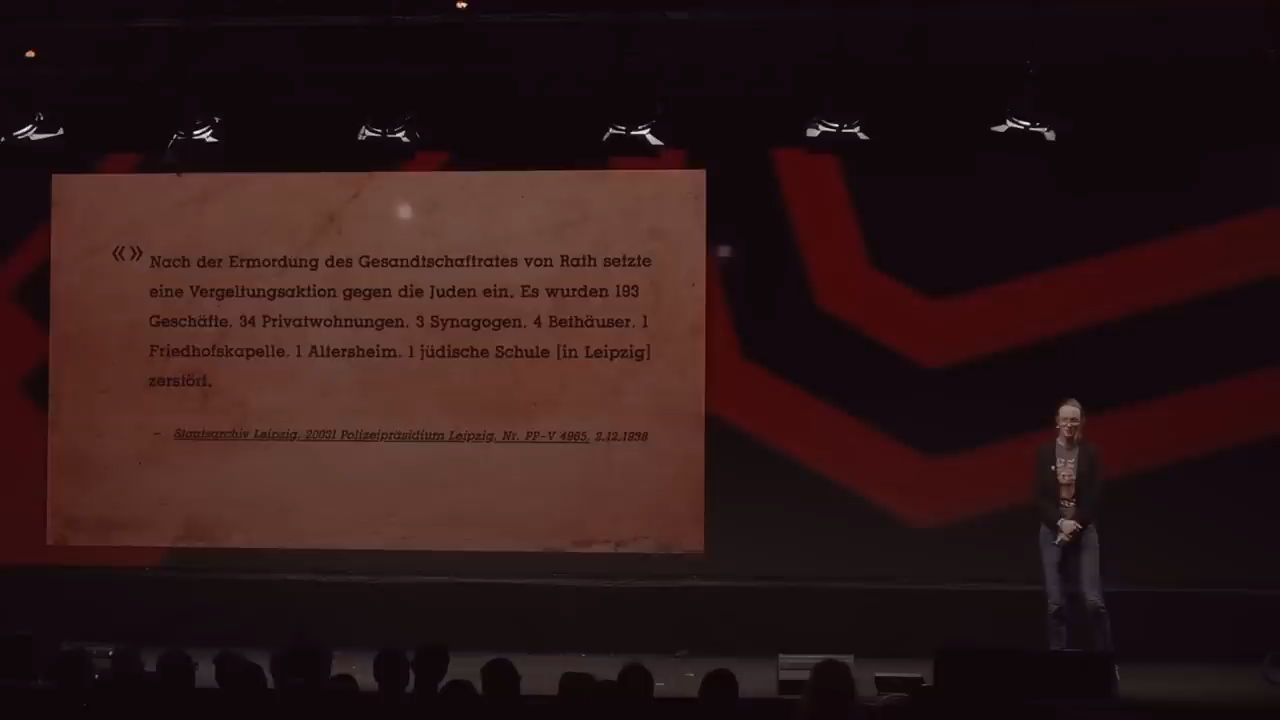 «» Nach der Ermordung des Gesandtschaftrates von Rath setzte
eine Vergeltungsaktion gegen die Juden ein. Es wurden 193
Geschäfte, 34 Privatwohnungen, 3 Synagogen, 4 Bethäuser, 1
Friedhofskapelle, 1 Altersheim, 1 jüdische Schule [in Leipzig]
zerstört.
– Staatsarchiv Leipzig, 20031 Polizeipräsidium Leipzig, Nr. PP-V 4965, 2.12.1938